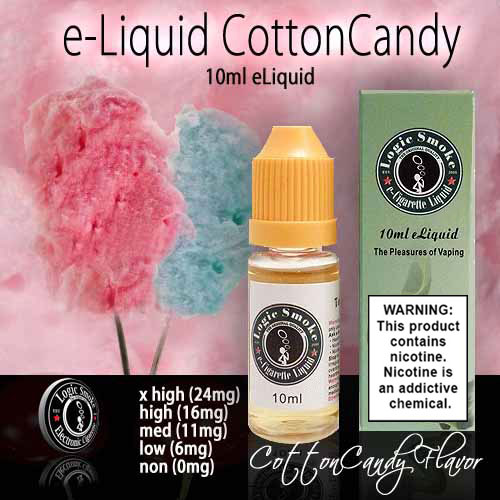 e-Liquid CottonCandy
10ml eLiquid
Logic Smoke
e-Cigarette Liquid
10ml eLiquid
The Pleasures of Vaping
WARNING:
This product
contains
nicotine.
Nicotine is
an addictive
chemical.
Logic Smoke
e-Cigarette Liquid
10ml
Logic Smoke
Electronic Cigarettes
x high (24mg)
high (16mg)
med (11mg)
low (6mg)
non (0mg)
CottonCandy Flavor